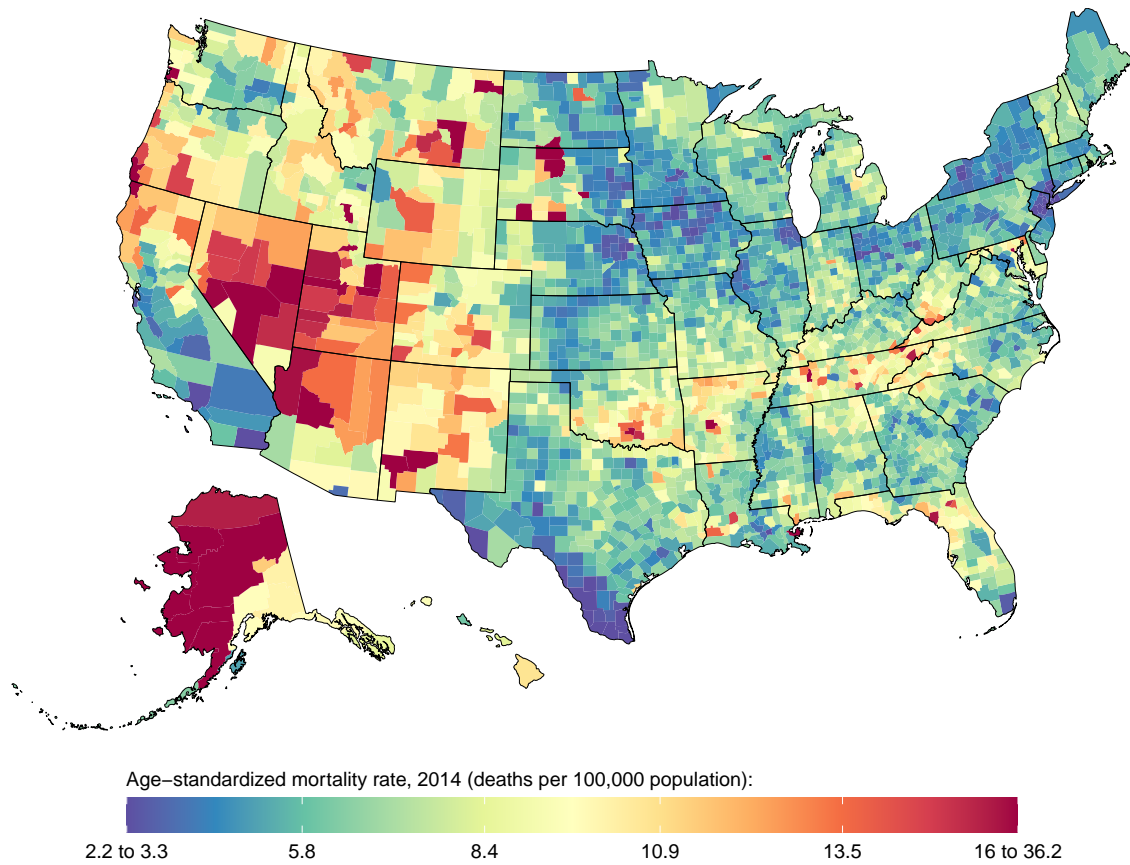 Age−standardized mortality rate, 2014 (deaths per 100,000 population):
2.2 to 3.3 5.8 8.4 10.9 13.5 16 to 36.2